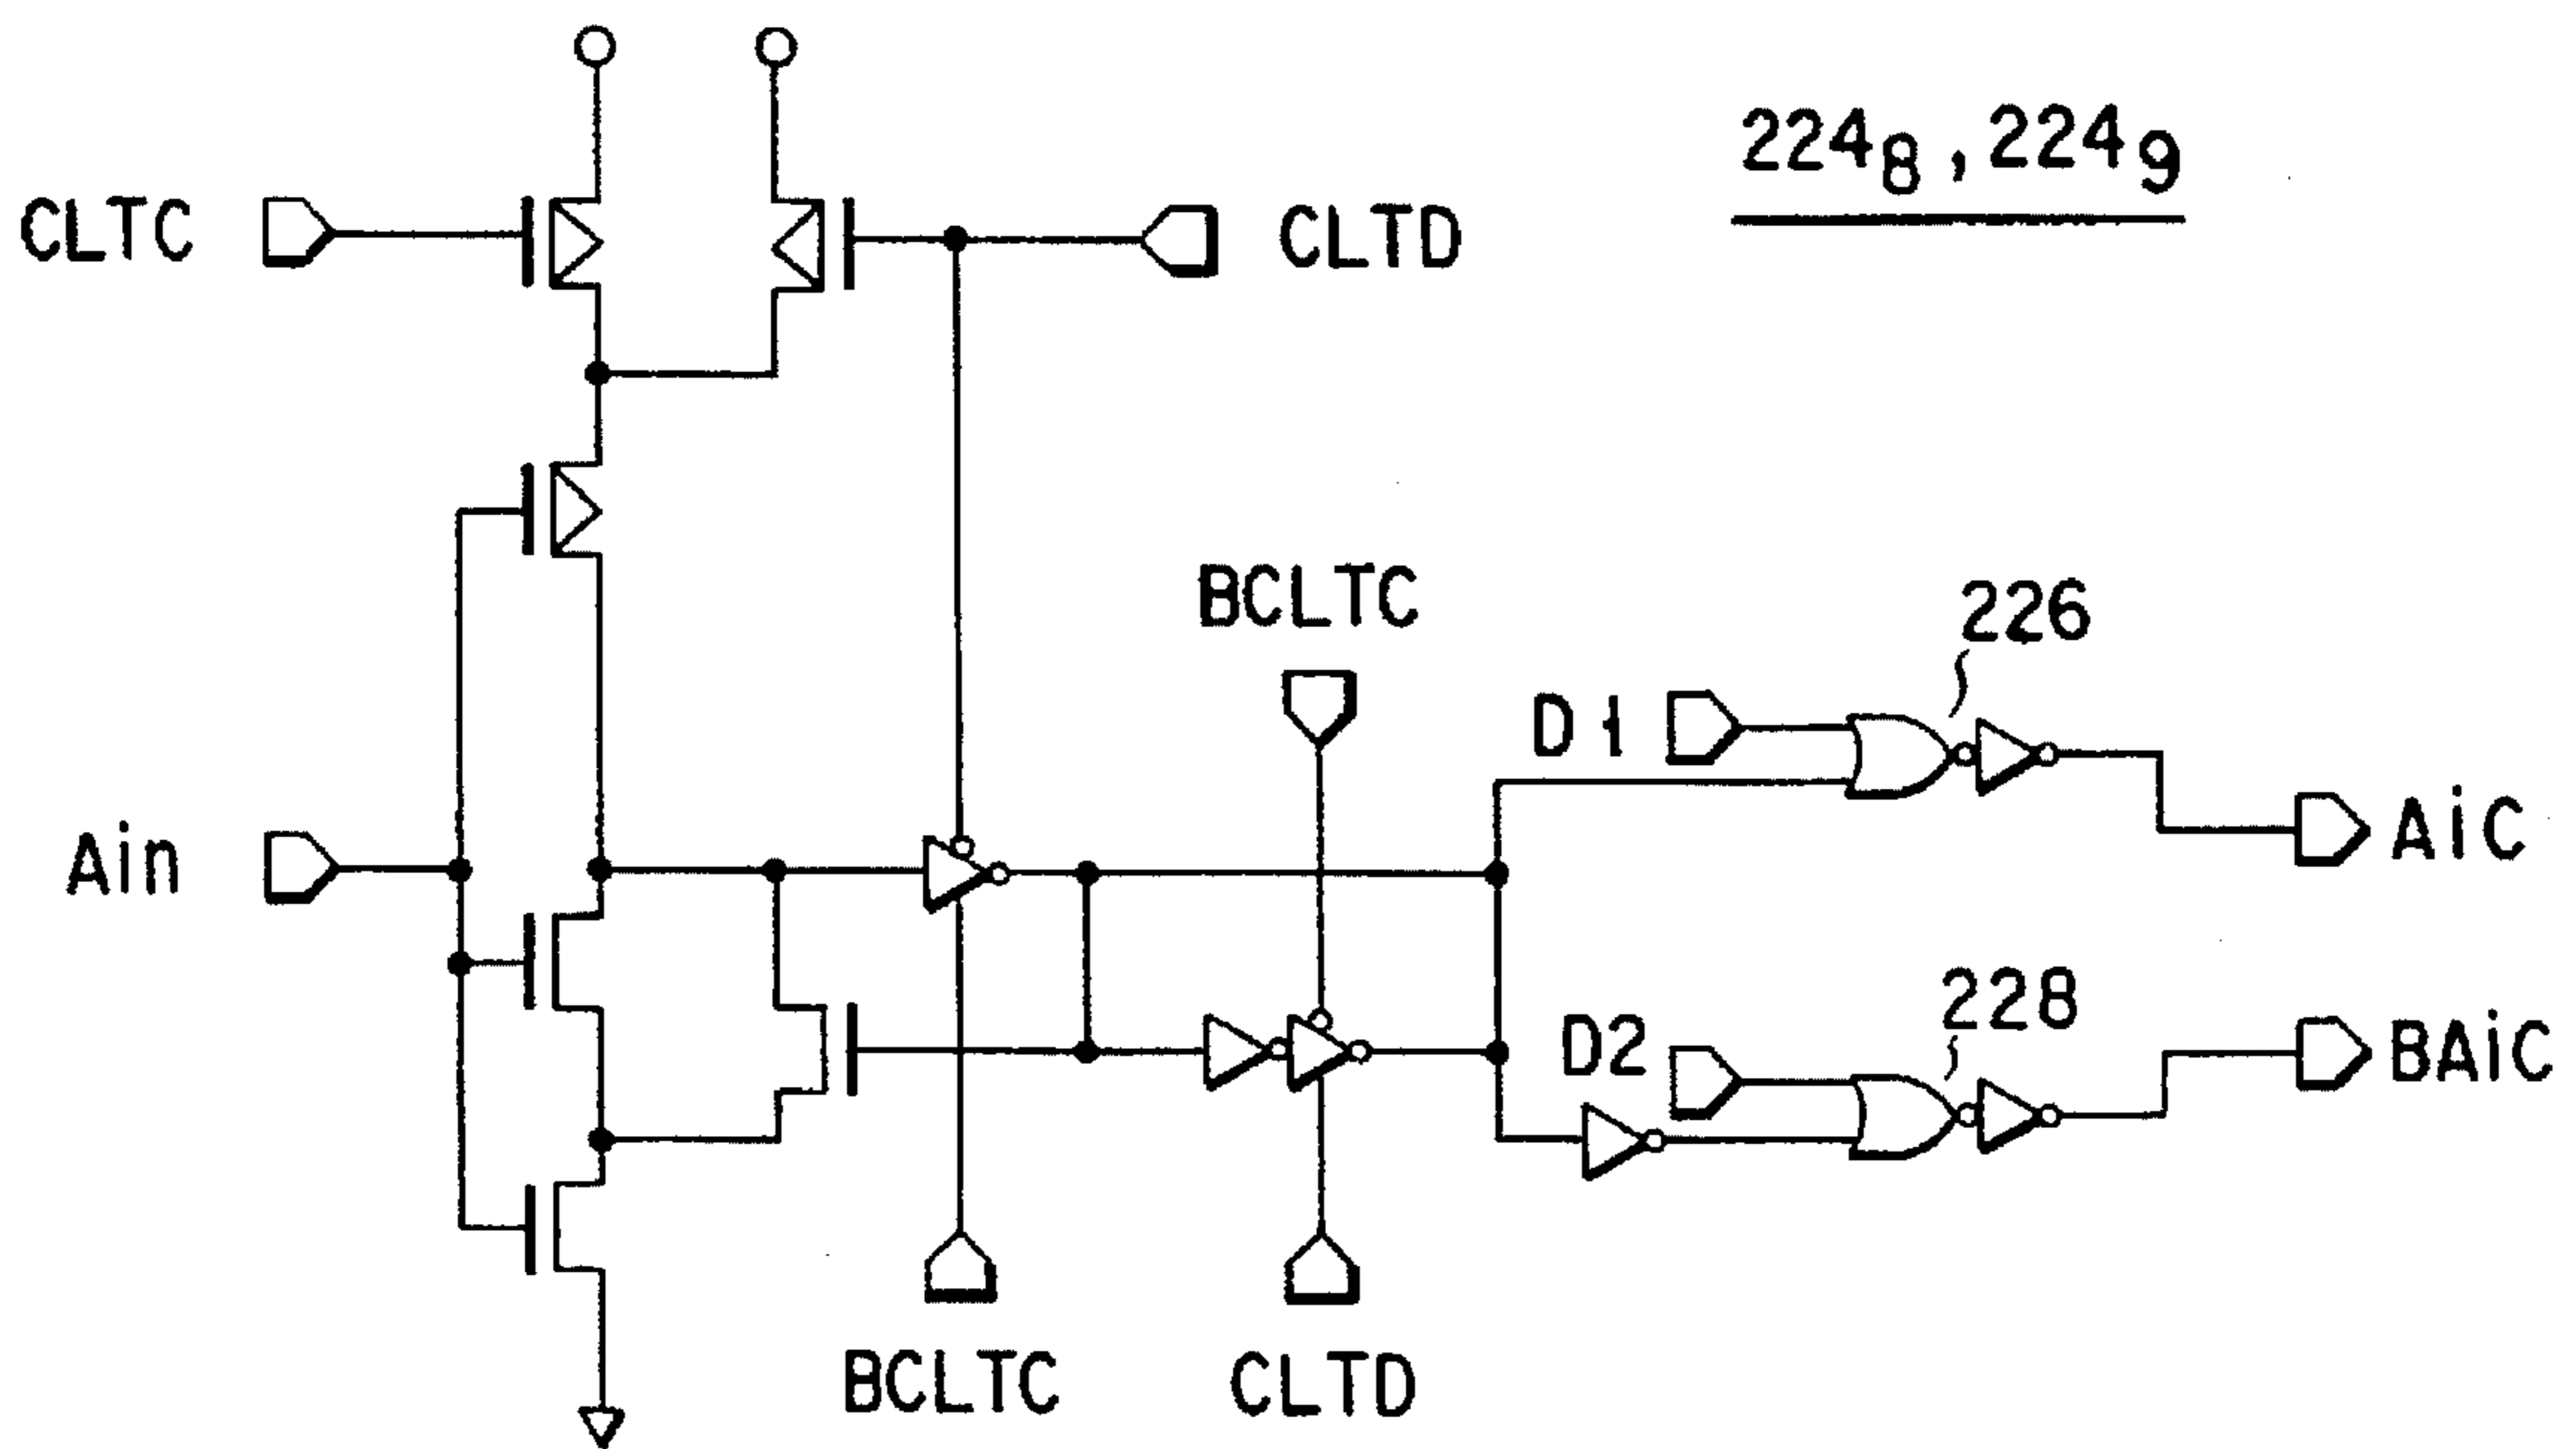 224₈, 224₉
CLTC
CLTD
BCLTC
226
D1
Ain
AiC
228
D2
BAiC
BCLTC
CLTD